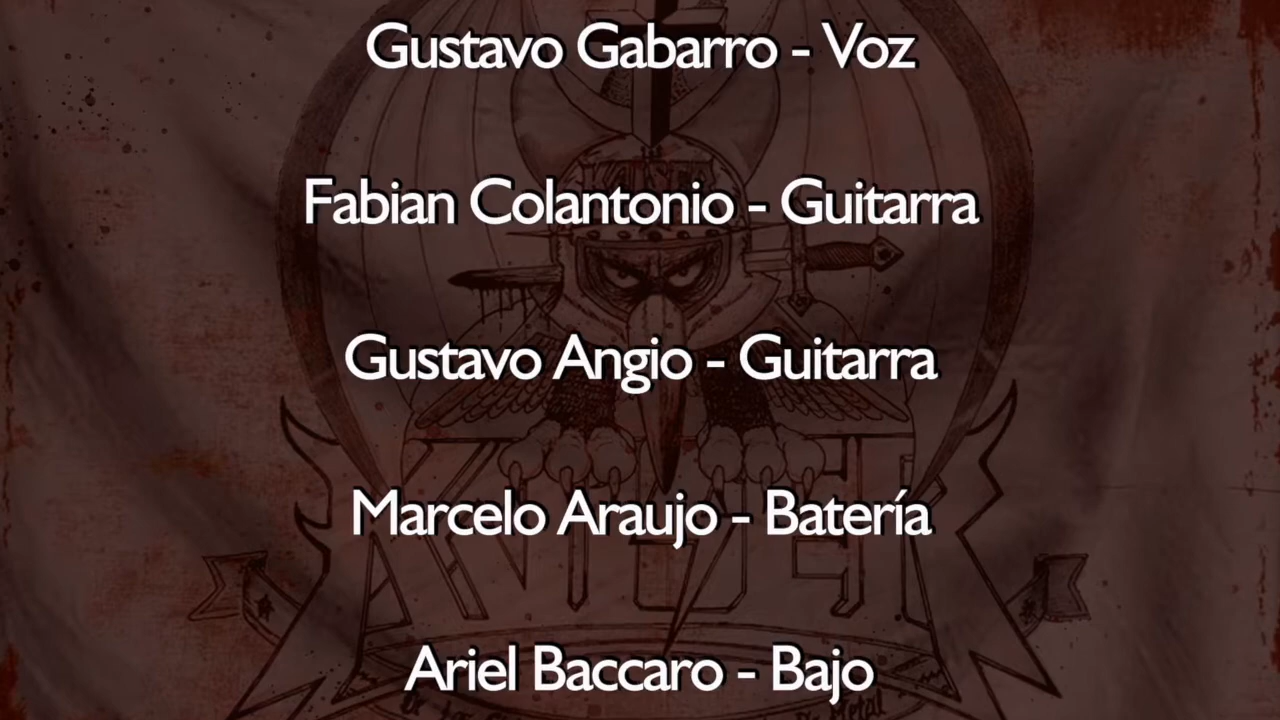 Gustavo Gabarro - Voz
Fabian Colantonio - Guitarra
Gustavo Angio - Guitarra
Marcelo Araujo - Batería
Ariel Baccaro - Bajo